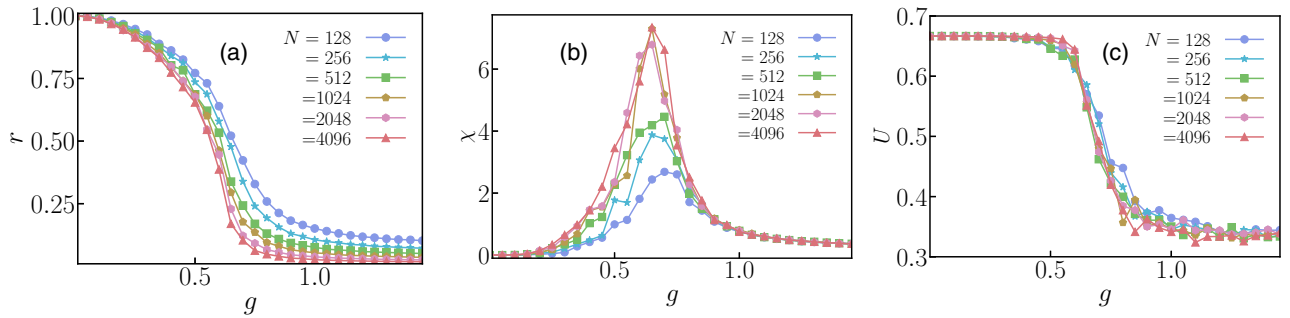 (a)
N = 128
= 256
= 512
=1024
=2048
=4096
r
1.00
0.75
0.50
0.25
0.5
1.0
g
(b)
N = 128
= 256
= 512
=1024
=2048
=4096
χ
6
4
2
0
0.5
1.0
g
(c)
N = 128
= 256
= 512
=1024
=2048
=4096
U
0.7
0.6
0.5
0.4
0.3
0.5
1.0
g